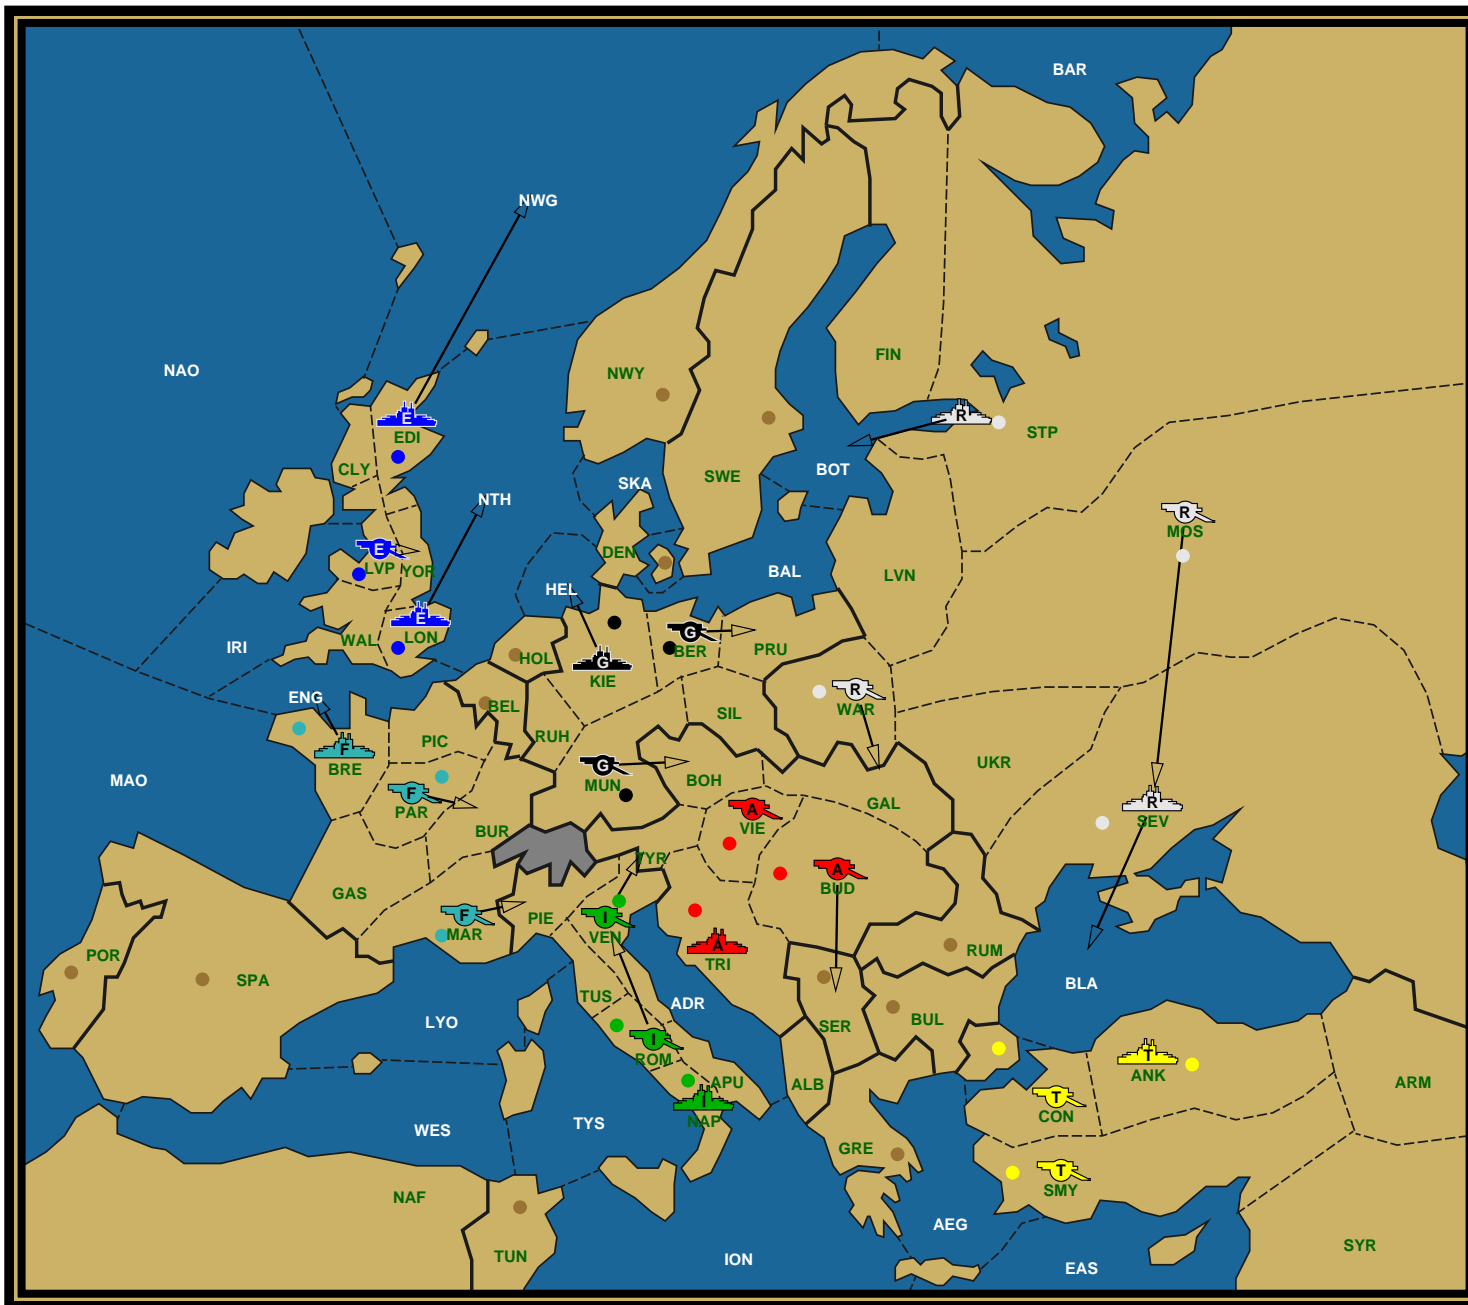 BAR
NWG
NAO
FIN
NWY
R
STP
E
EDI
CLY
SWE
BOT
SKA
NTH
R
MOS
E
LVP
YOR
DEN
BAL
LVN
HEL
E
LON
WAL
IRI
G
BER
PRU
HOL
G
KIE
ENG
BEL
SIL
R
WAR
PIC
RUH
F
BRE
G
MUN
BOH
UKR
MAO
F
PAR
BUR
A
VIE
GAL
R
SEV
TYR
A
BUD
GAS
F
MAR
PIE
I
VEN
A
TRI
RUM
POR
SPA
TUS
ADR
BLA
LYO
SER
BUL
I
ROM
T
ANK
APU
ALB
ARM
I
NAP
T
CON
WES
TYS
GRE
T
SMY
NAF
AEG
TUN
ION
EAS
SYR